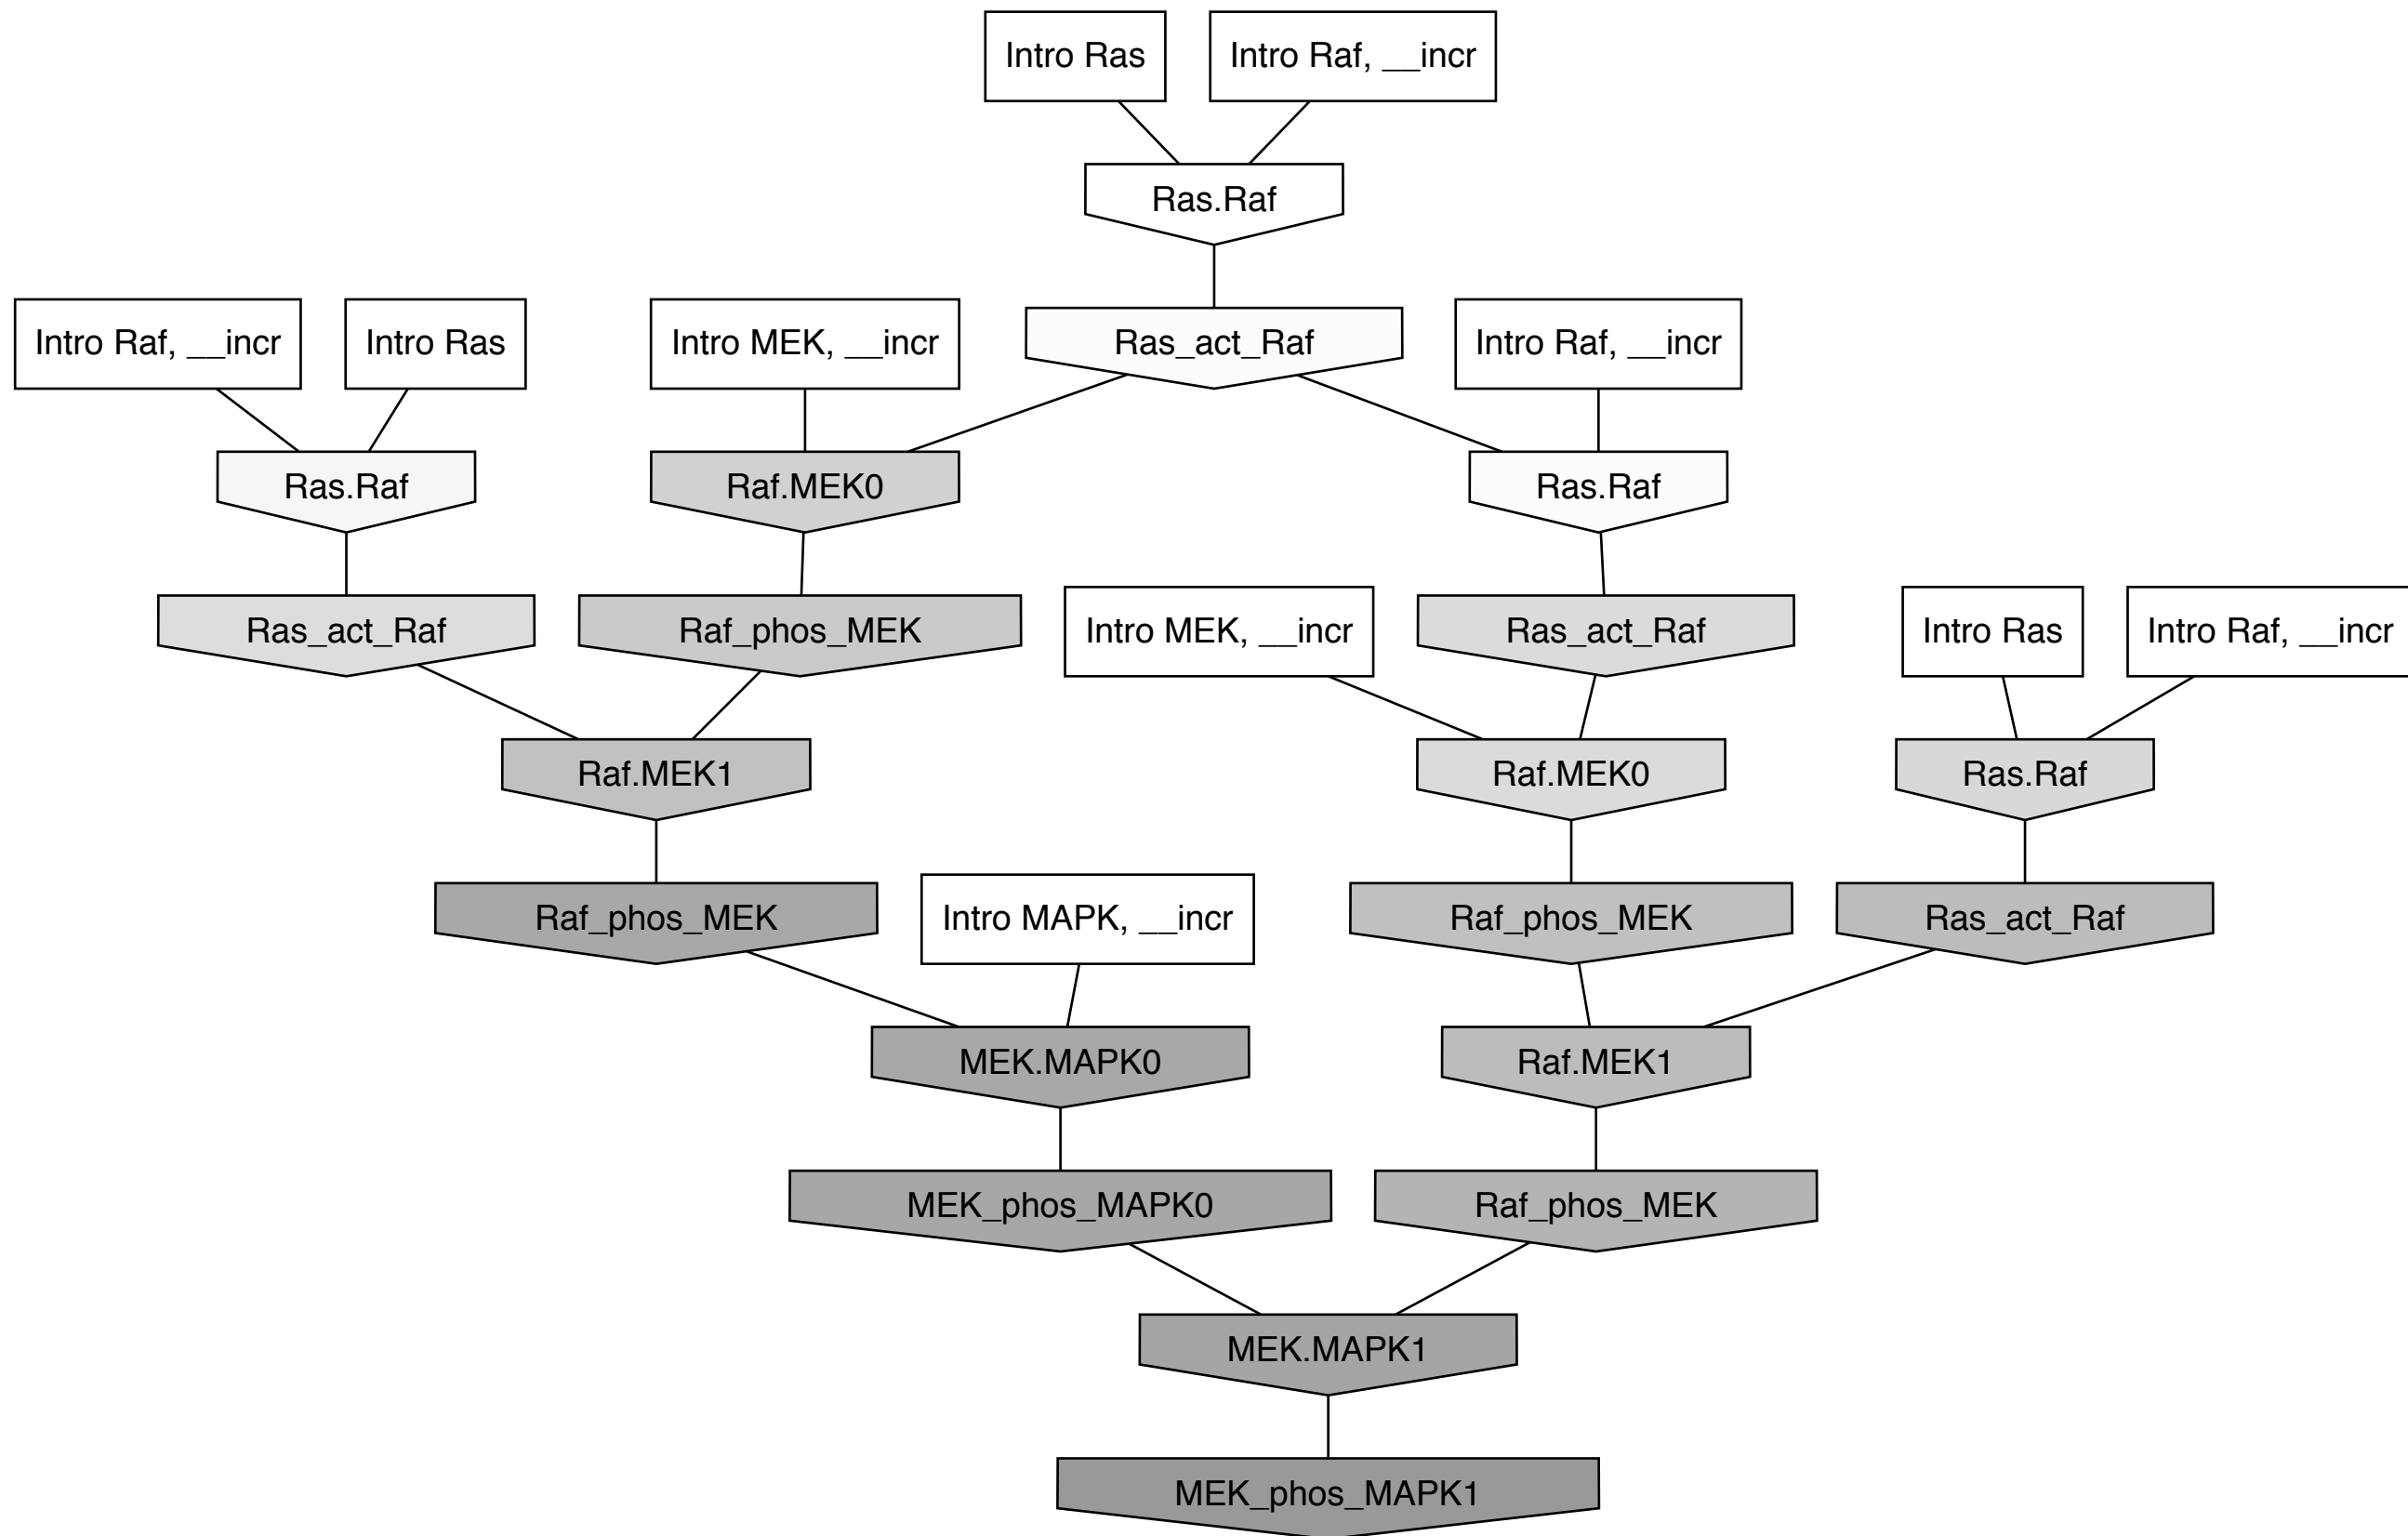 Intro Ras
Intro Raf, __incr
Ras.Raf
Intro Raf, __incr
Intro Ras
Intro MEK, __incr
Ras_act_Raf
Intro Raf, __incr
Ras.Raf
Raf.MEK0
Ras.Raf
Ras_act_Raf
Raf_phos_MEK
Intro MEK, __incr
Ras_act_Raf
Intro Ras
Intro Raf, __incr
Raf.MEK1
Raf.MEK0
Ras.Raf
Raf_phos_MEK
Intro MAPK, __incr
Raf_phos_MEK
Ras_act_Raf
MEK.MAPK0
Raf.MEK1
MEK_phos_MAPK0
Raf_phos_MEK
MEK.MAPK1
MEK_phos_MAPK1